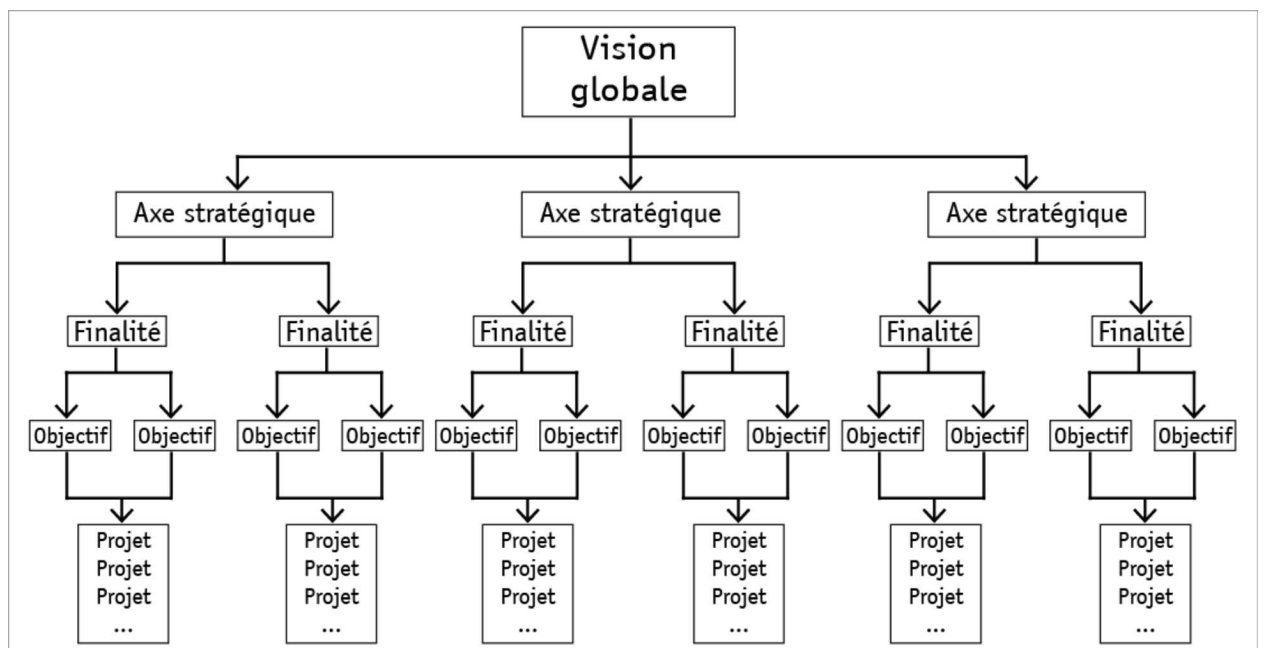 Vision
globale
Axe stratégique
Axe stratégique
Axe stratégique
Finalité
Finalité
Finalité
Finalité
Finalité
Finalité
Objectif
Objectif
Objectif
Objectif
Objectif
Objectif
Objectif
Objectif
Objectif
Objectif
Objectif
Objectif
Projet
Projet
Projet
...
Projet
Projet
Projet
...
Projet
Projet
Projet
...
Projet
Projet
Projet
...
Projet
Projet
Projet
...
Projet
Projet
Projet
...